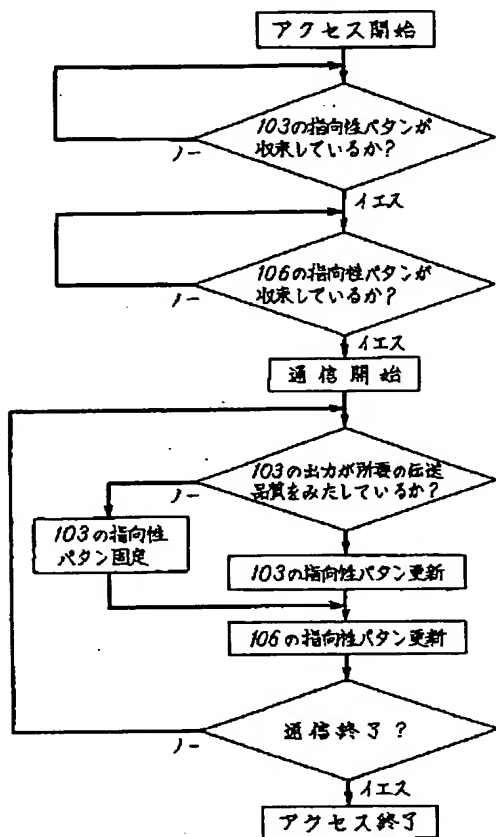 アクセス開始
103の指向性パタンが
収束しているか?
ノー
イエス
106の指向性パタンが
収束しているか?
ノー
イエス
通信開始
103の出力が所要の伝送
品質をみたしているか?
ノー
103の指向性
パタン固定
103の指向性パタン更新
106の指向性パタン更新
通信終了?
ノー
イエス
アクセス終了